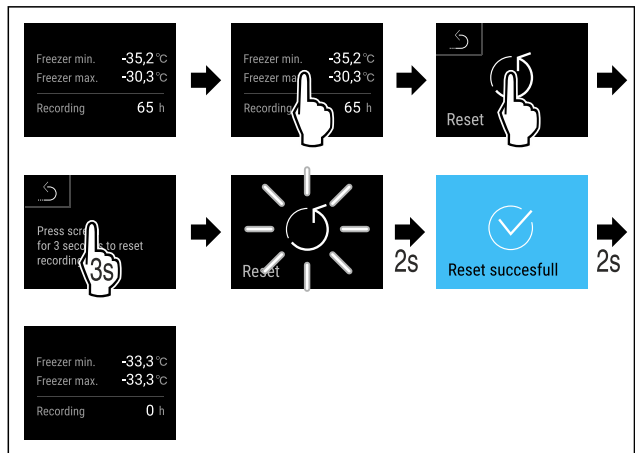 Freezer min. -35,2 °C
Freezer max. -30,3 °C
Recording 65 h
Freezer min. -35,2 °C
Freezer ma -30,3 °C
Recording 65 h
Reset
Press scre
for 3 seconds to reset
recording
3s
Reset
2s
Reset succesfull
2s
Freezer min. -33,3 °C
Freezer max. -33,3 °C
Recording 0 h